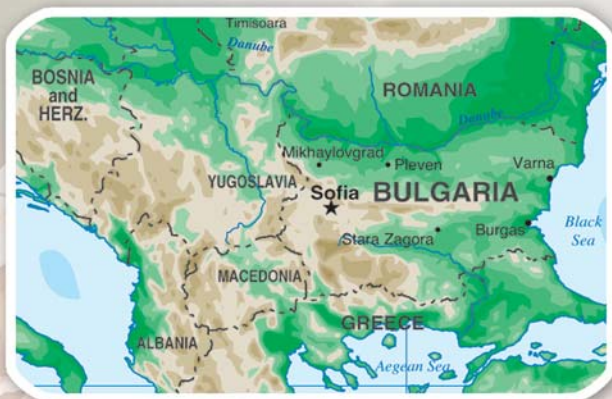 Timisoara
Danube
BOSNIA
and
HERZ.
ROMANIA
Danube
Mikhaylovgrad
Pleven
Varna
YUGOSLAVIA
Sofia
BULGARIA
Stara Zagora
Burgas
Black
Sea
MACEDONIA
GREECE
ALBANIA
Aegean Sea